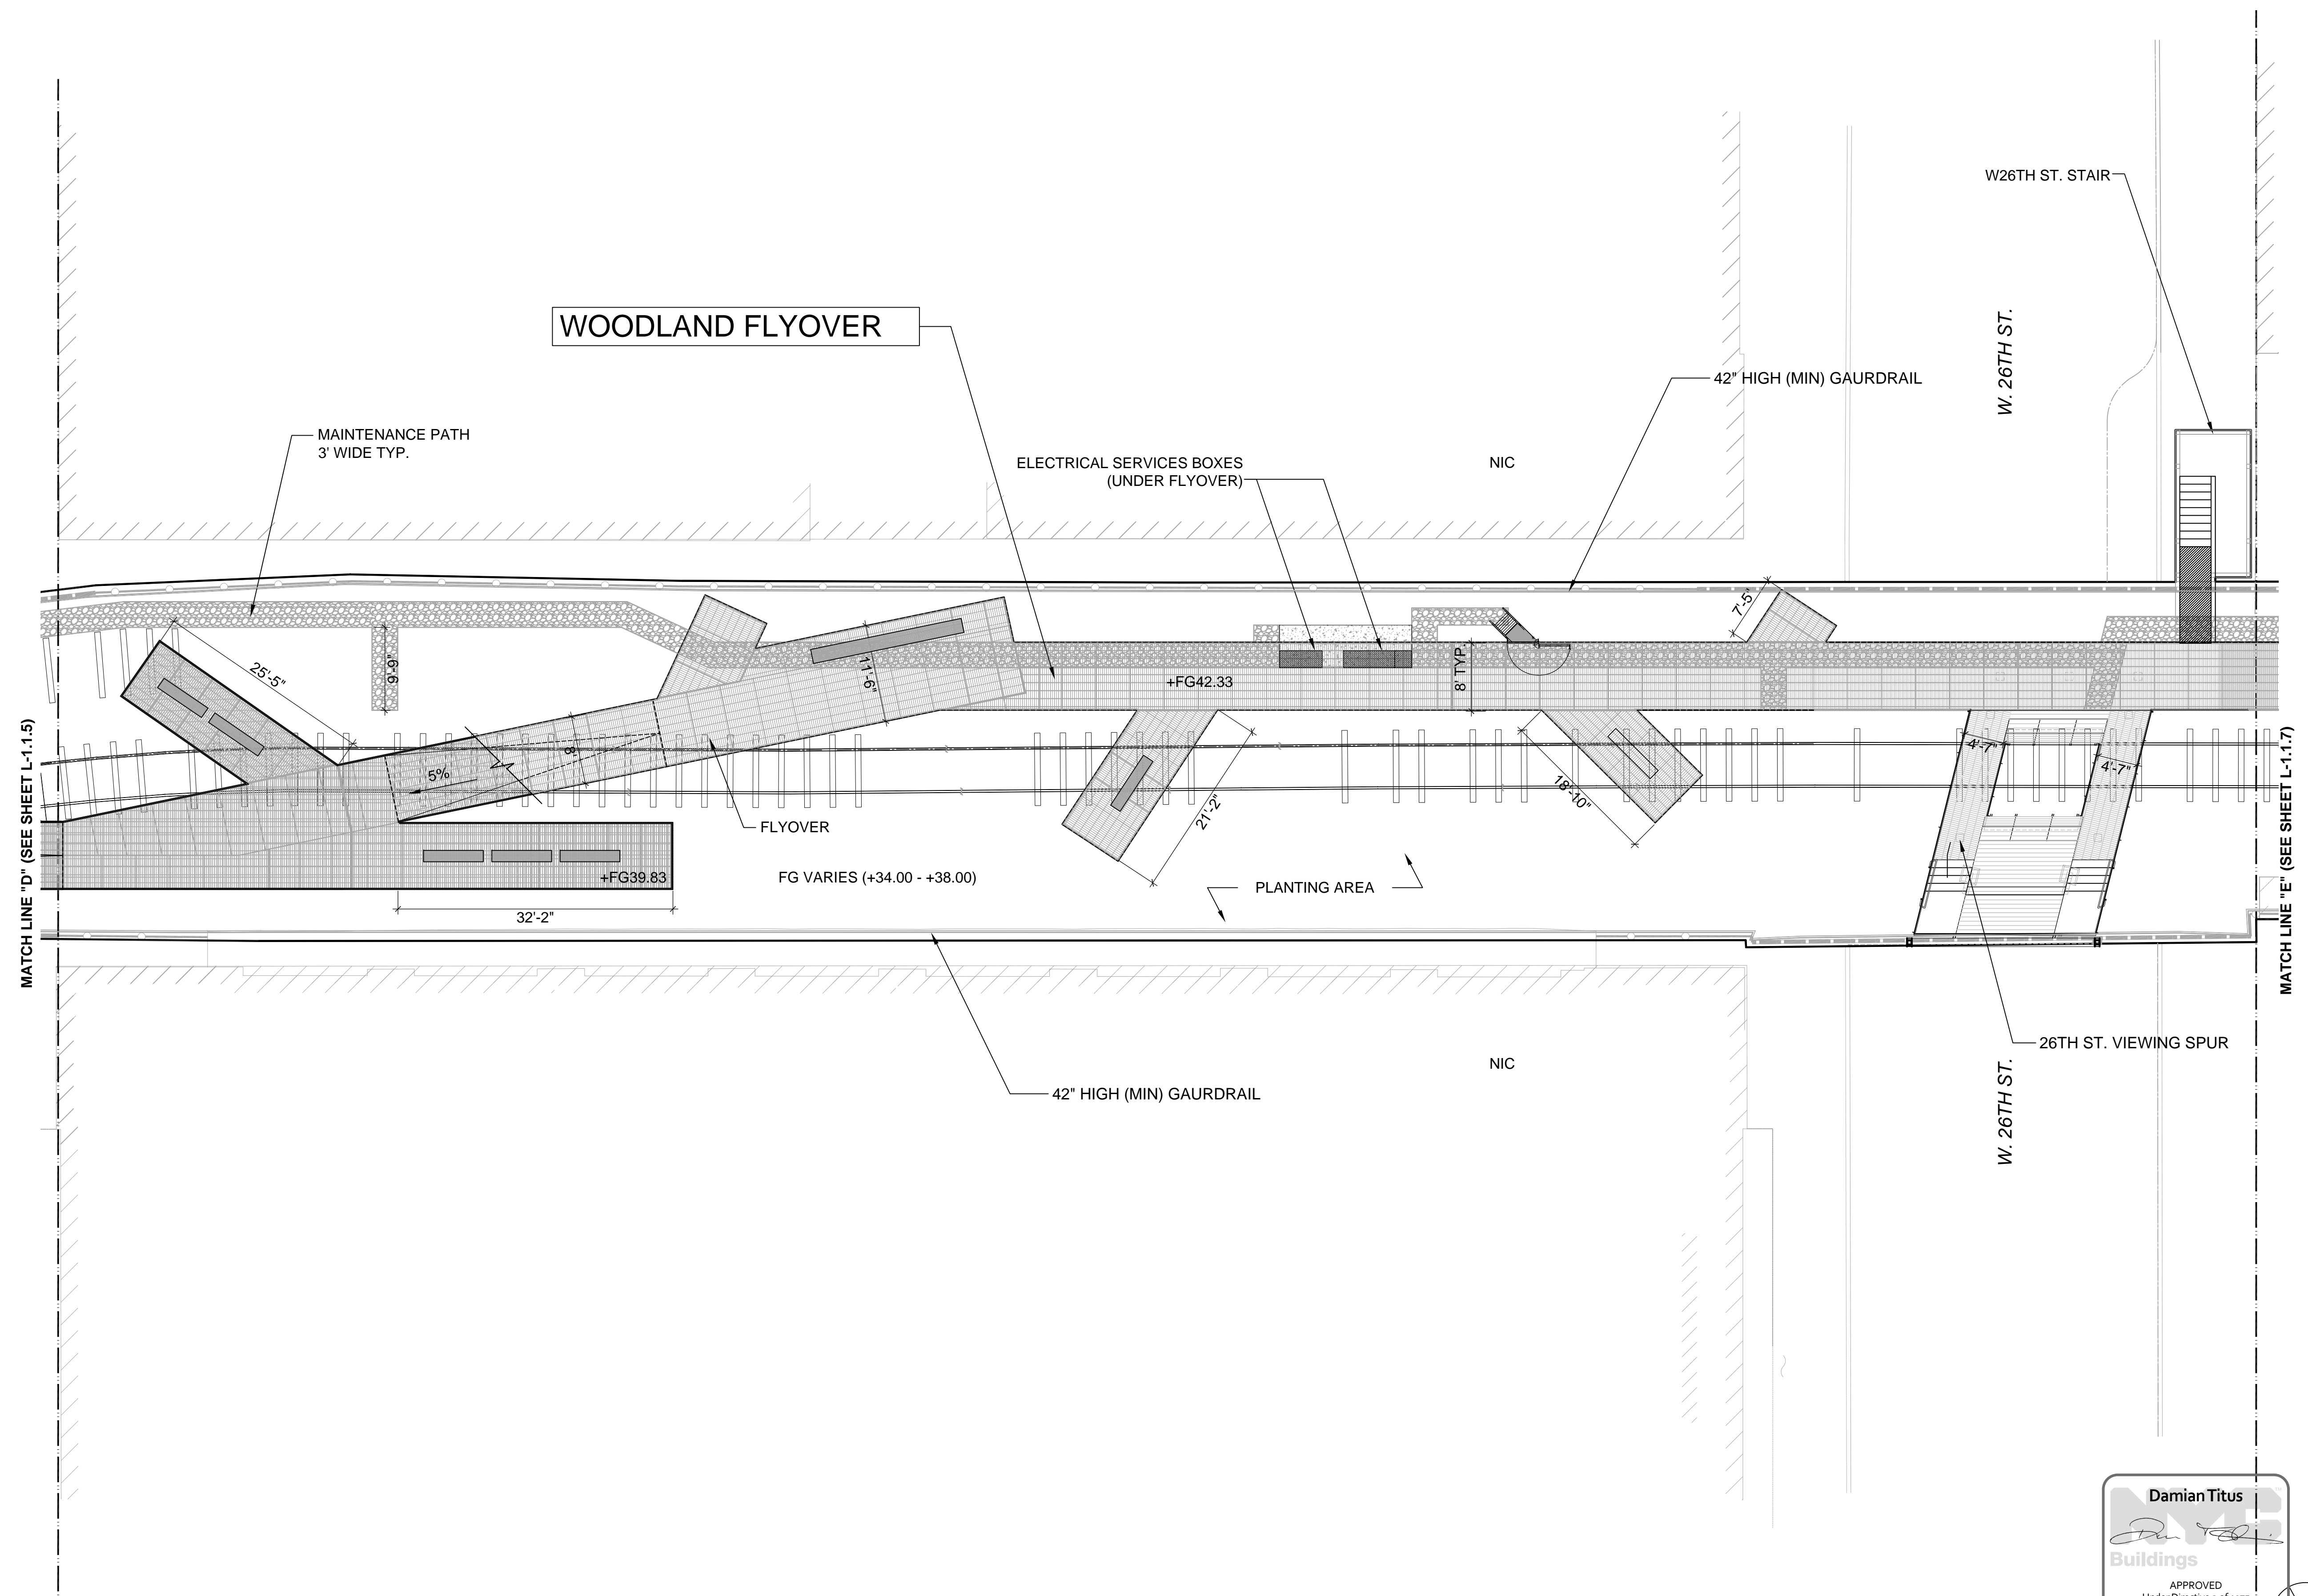 W26TH ST. STAIR
WOODLAND FLYOVER
W. 26TH ST.
42" HIGH (MIN) GAURDRAIL
MAINTENANCE PATH
3' WIDE TYP.
ELECTRICAL SERVICES BOXES
(UNDER FLYOVER)
NIC
7'-5"
25'-5"
9'-9"
11'-6"
+FG42.33
8' TYP.
8'
5%
4'-7"
4'-7"
18'-10"
21'-2"
FLYOVER
+FG39.83
FG VARIES (+34.00 - +38.00)
PLANTING AREA
32'-2"
MATCH LINE "D" (SEE SHEET L-1.1.5)
MATCH LINE "E" (SEE SHEET L-1.1.7)
26TH ST. VIEWING SPUR
NIC
42" HIGH (MIN) GAURDRAIL
W. 26TH ST.
Damian Titus
NYC
Buildings
APPROVED